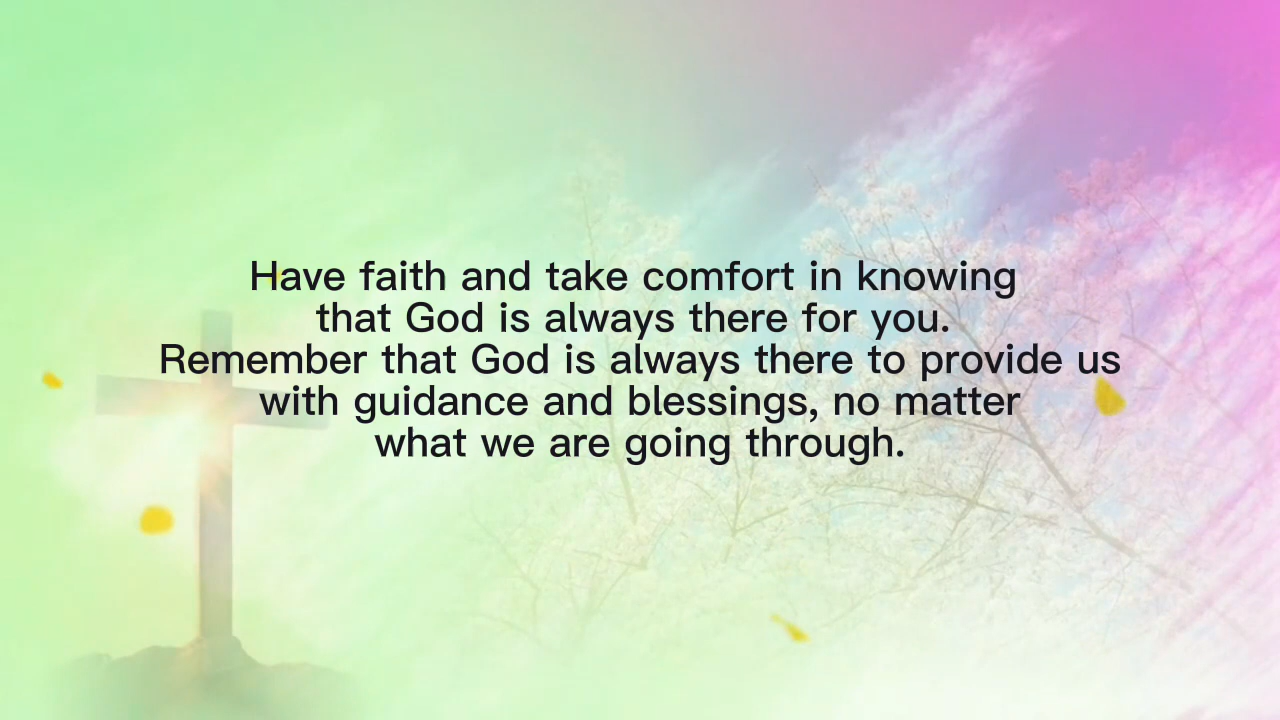 Have faith and take comfort in knowing
that God is always there for you.
Remember that God is always there to provide us
with guidance and blessings, no matter
what we are going through.